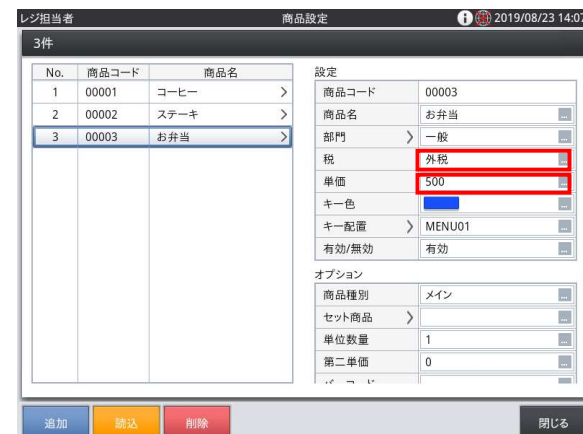 レジ担当者 商品設定 2019/08/23 14:07
3件
No. 商品コード 商品名
1 00001 コーヒー
2 00002 ステーキ
3 00003 お弁当
設定
商品コード 00003
商品名 お弁当
部門 一般
税 外税
単価 500
キー色
キー配置 MENU01
有効/無効 有効
オプション
商品種別 メイン
セット商品
単位数量 1
第二単価 0
バーコード
追加 読込 削除 閉じる